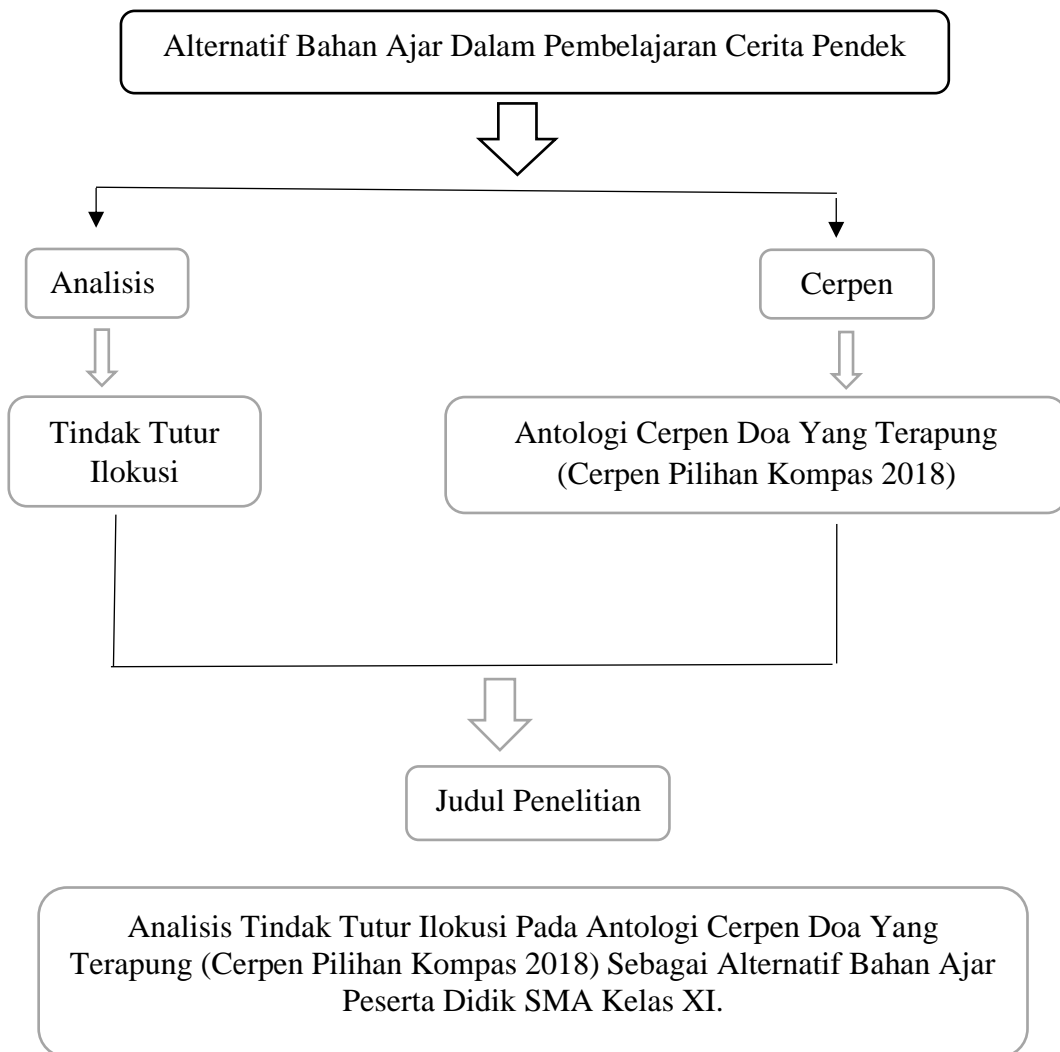 Alternatif Bahan Ajar Dalam Pembelajaran Cerita Pendek
Analisis
Cerpen
Tindak Tutur
Ilokusi
Antologi Cerpen Doa Yang Terapung
(Cerpen Pilihan Kompas 2018)
Judul Penelitian
Analisis Tindak Tutur Ilokusi Pada Antologi Cerpen Doa Yang
Terapung (Cerpen Pilihan Kompas 2018) Sebagai Alternatif Bahan Ajar
Peserta Didik SMA Kelas XI.